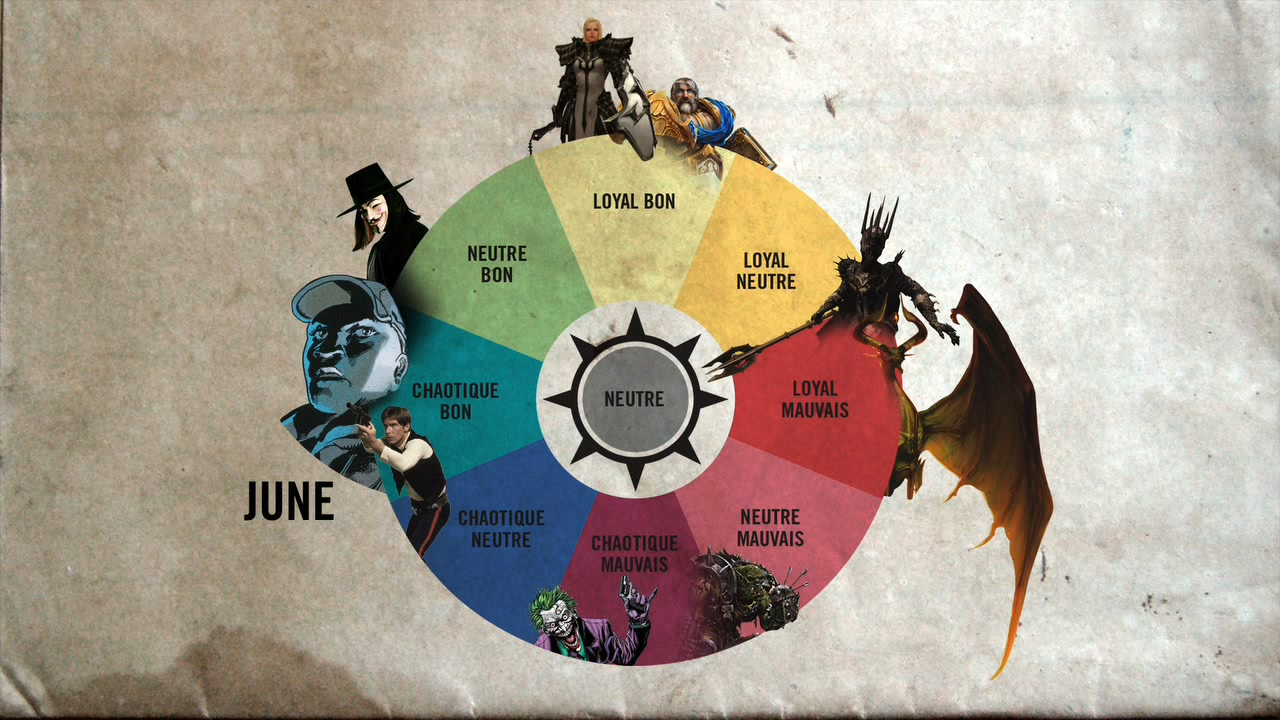 LOYAL BON
NEUTRE
BON
LOYAL
NEUTRE
CHAOTIQUE
BON
NEUTRE
LOYAL
MAUVAIS
JUNE
CHAOTIQUE
NEUTRE
CHAOTIQUE
MAUVAIS
NEUTRE
MAUVAIS